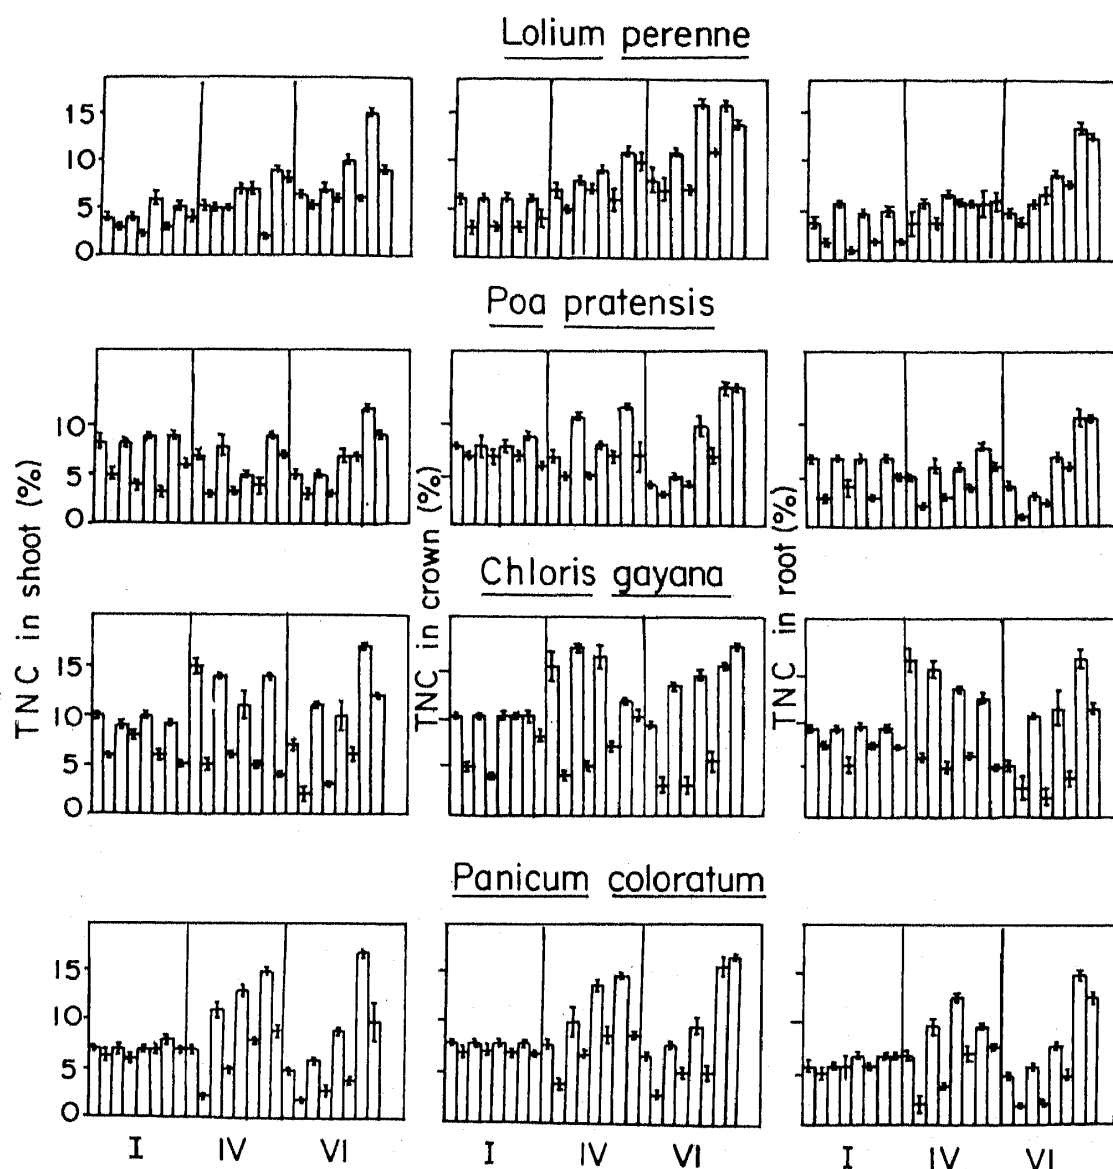 Lolium perenne
15
10
5
0
Poa pratensis
10
5
0
Chloris gayana
15
10
5
0
Panicum coloratum
15
10
5
0
TNC in shoot (%)
TNC in crown (%)
TNC in root (%)
I IV VI
I IV VI
I IV VI